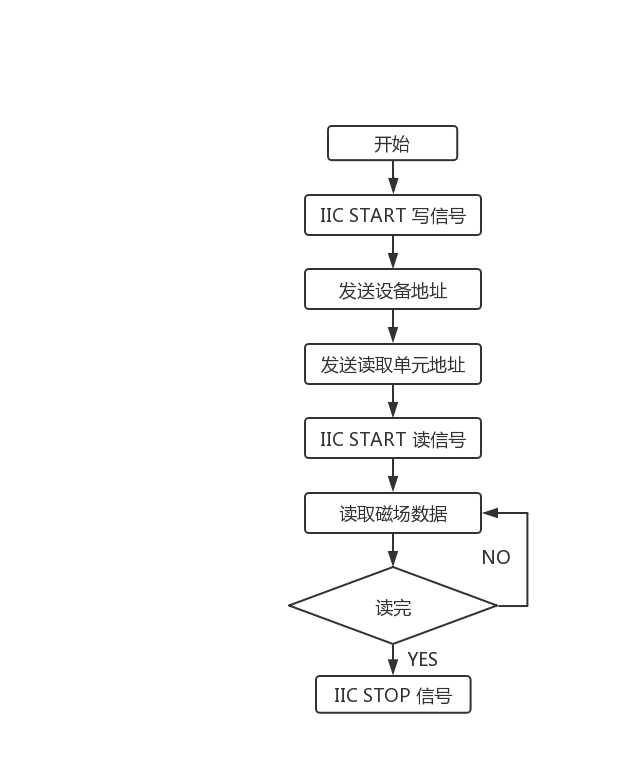 开始
IIC START 写信号
发送设备地址
发送读取单元地址
IIC START 读信号
读取磁场数据
NO
读完
YES
IIC STOP 信号